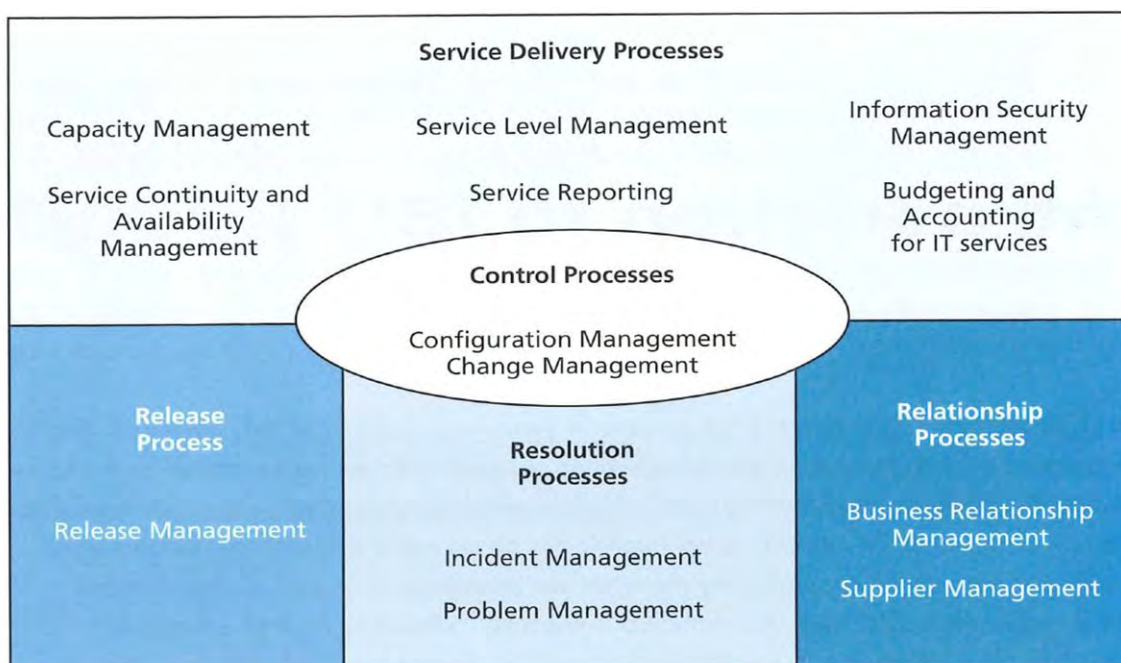 Service Delivery Processes
Capacity Management
Service Continuity and
Availability
Management
Service Level Management
Service Reporting
Information Security
Management
Budgeting and
Accounting
for IT services
Control Processes
Configuration Management
Change Management
Release
Process
Release Management
Resolution
Processes
Incident Management
Problem Management
Relationship
Processes
Business Relationship
Management
Supplier Management